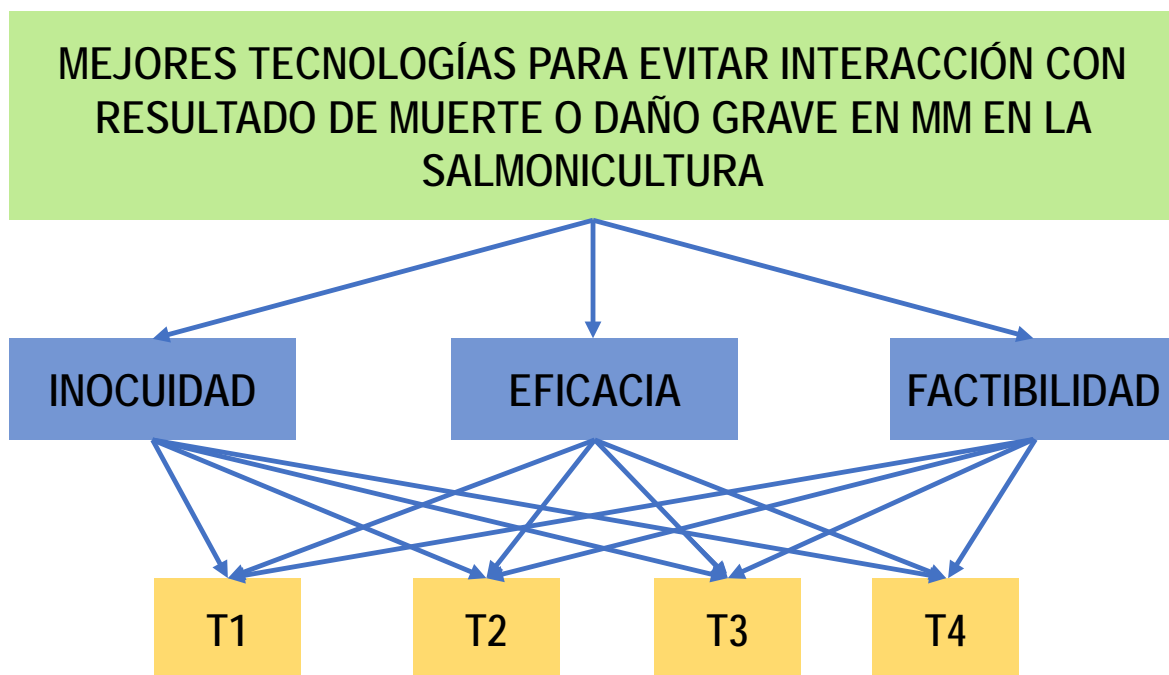 MEJORES TECNOLOGÍAS PARA EVITAR INTERACCIÓN CON
RESULTADO DE MUERTE O DAÑO GRAVE EN MM EN LA
SALMONICULTURA
INOCUIDAD
EFICACIA
FACTIBILIDAD
T1
T2
T3
T4